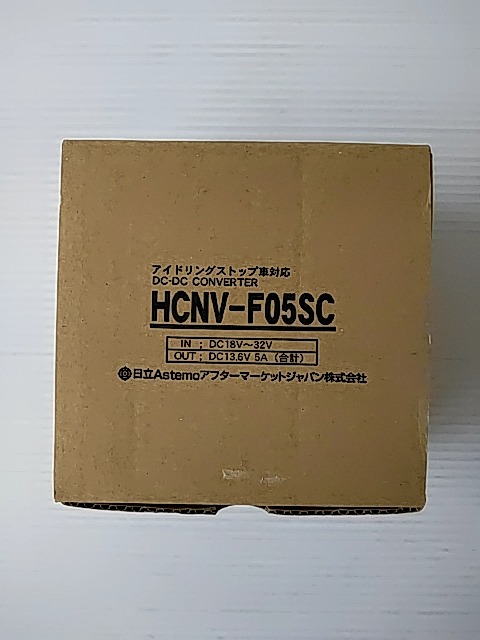 アイドリングストップ車対応
DC-DC CONVERTER
HCNV-F05SC
IN ; DC18V～32V
OUT ; DC13.6V 5A (合計)
日立Astemoアフターマーケットジャパン株式会社